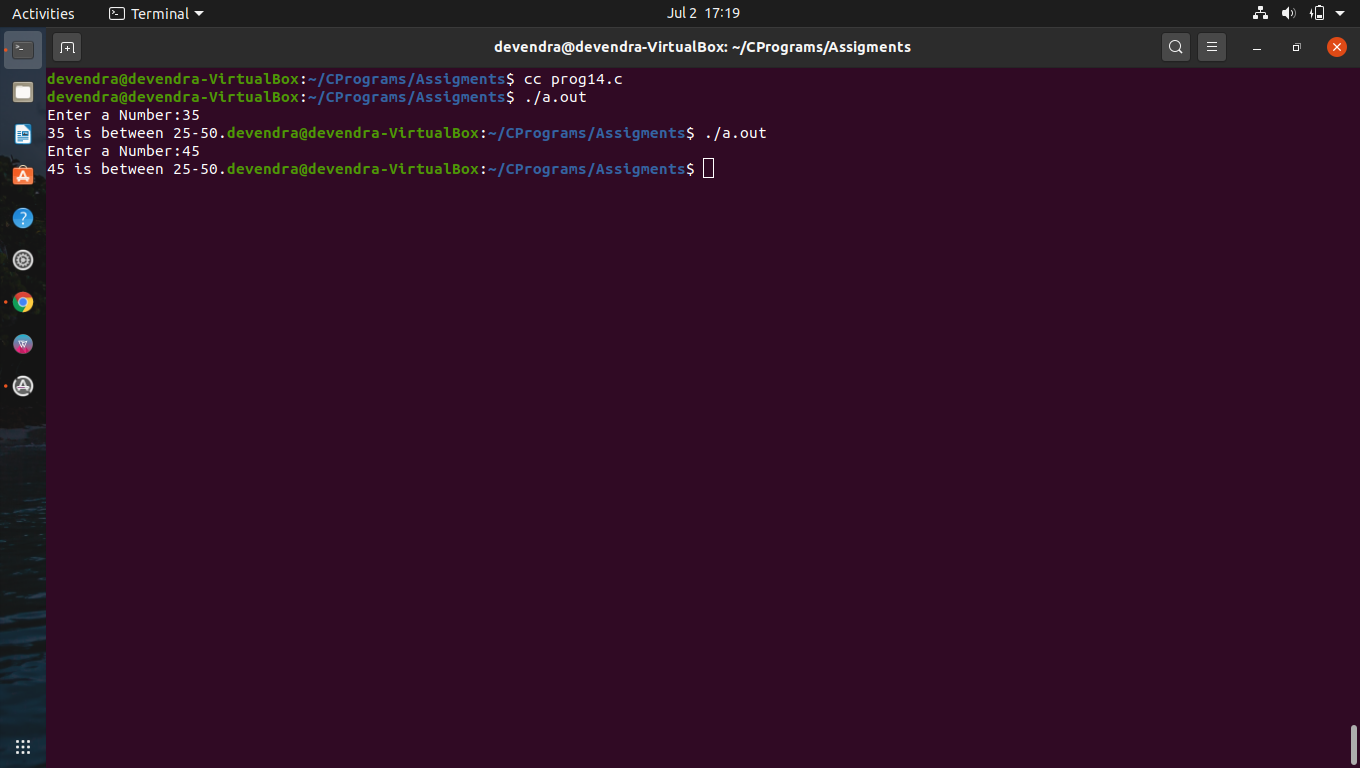 Activities
Terminal
Jul 2 17:19
devendra@devendra-VirtualBox: ~/CPrograms/Assigments
devendra@devendra-VirtualBox:~/CPrograms/Assigments$ cc prog14.c
devendra@devendra-VirtualBox:~/CPrograms/Assigments$ ./a.out
Enter a Number:35
35 is between 25-50.devendra@devendra-VirtualBox:~/CPrograms/Assigments$ ./a.out
Enter a Number:45
45 is between 25-50.devendra@devendra-VirtualBox:~/CPrograms/Assigments$